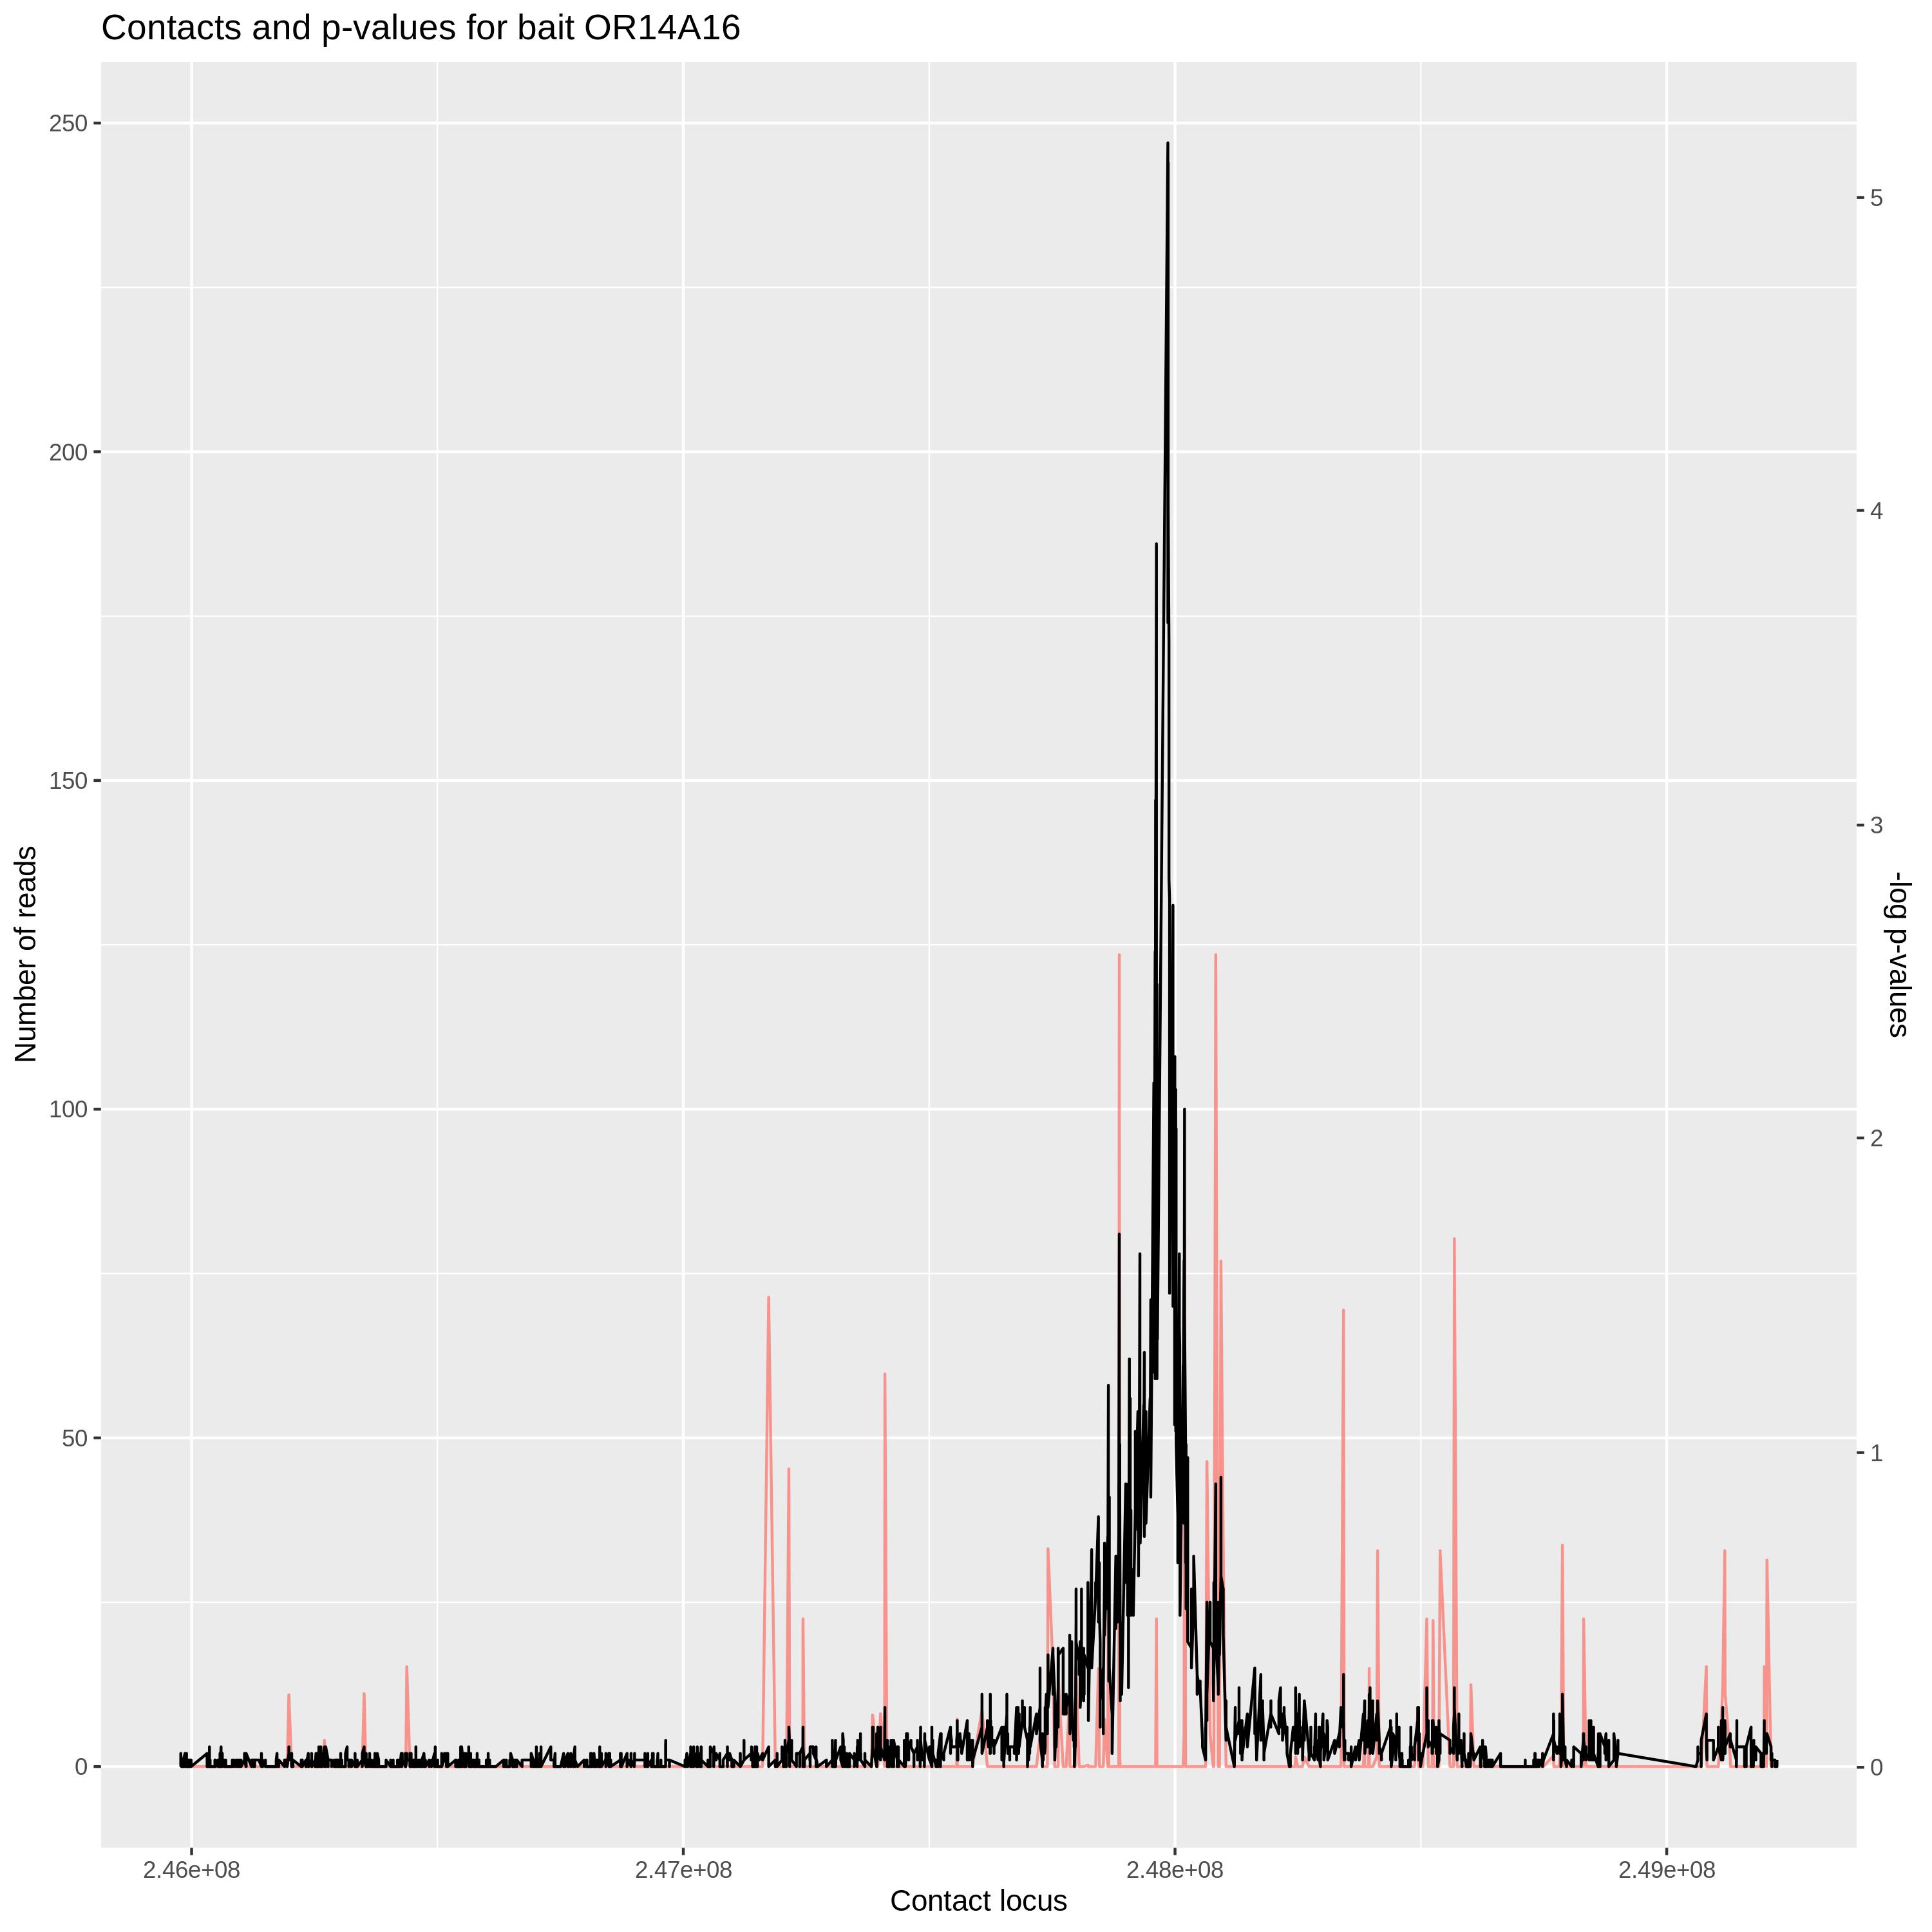 Contacts and p-values for bait OR14A16
250
200
150
100
50
0
Number of reads
5
4
3
2
1
0
-log p-values
2.46e+08
2.47e+08
2.48e+08
2.49e+08
Contact locus